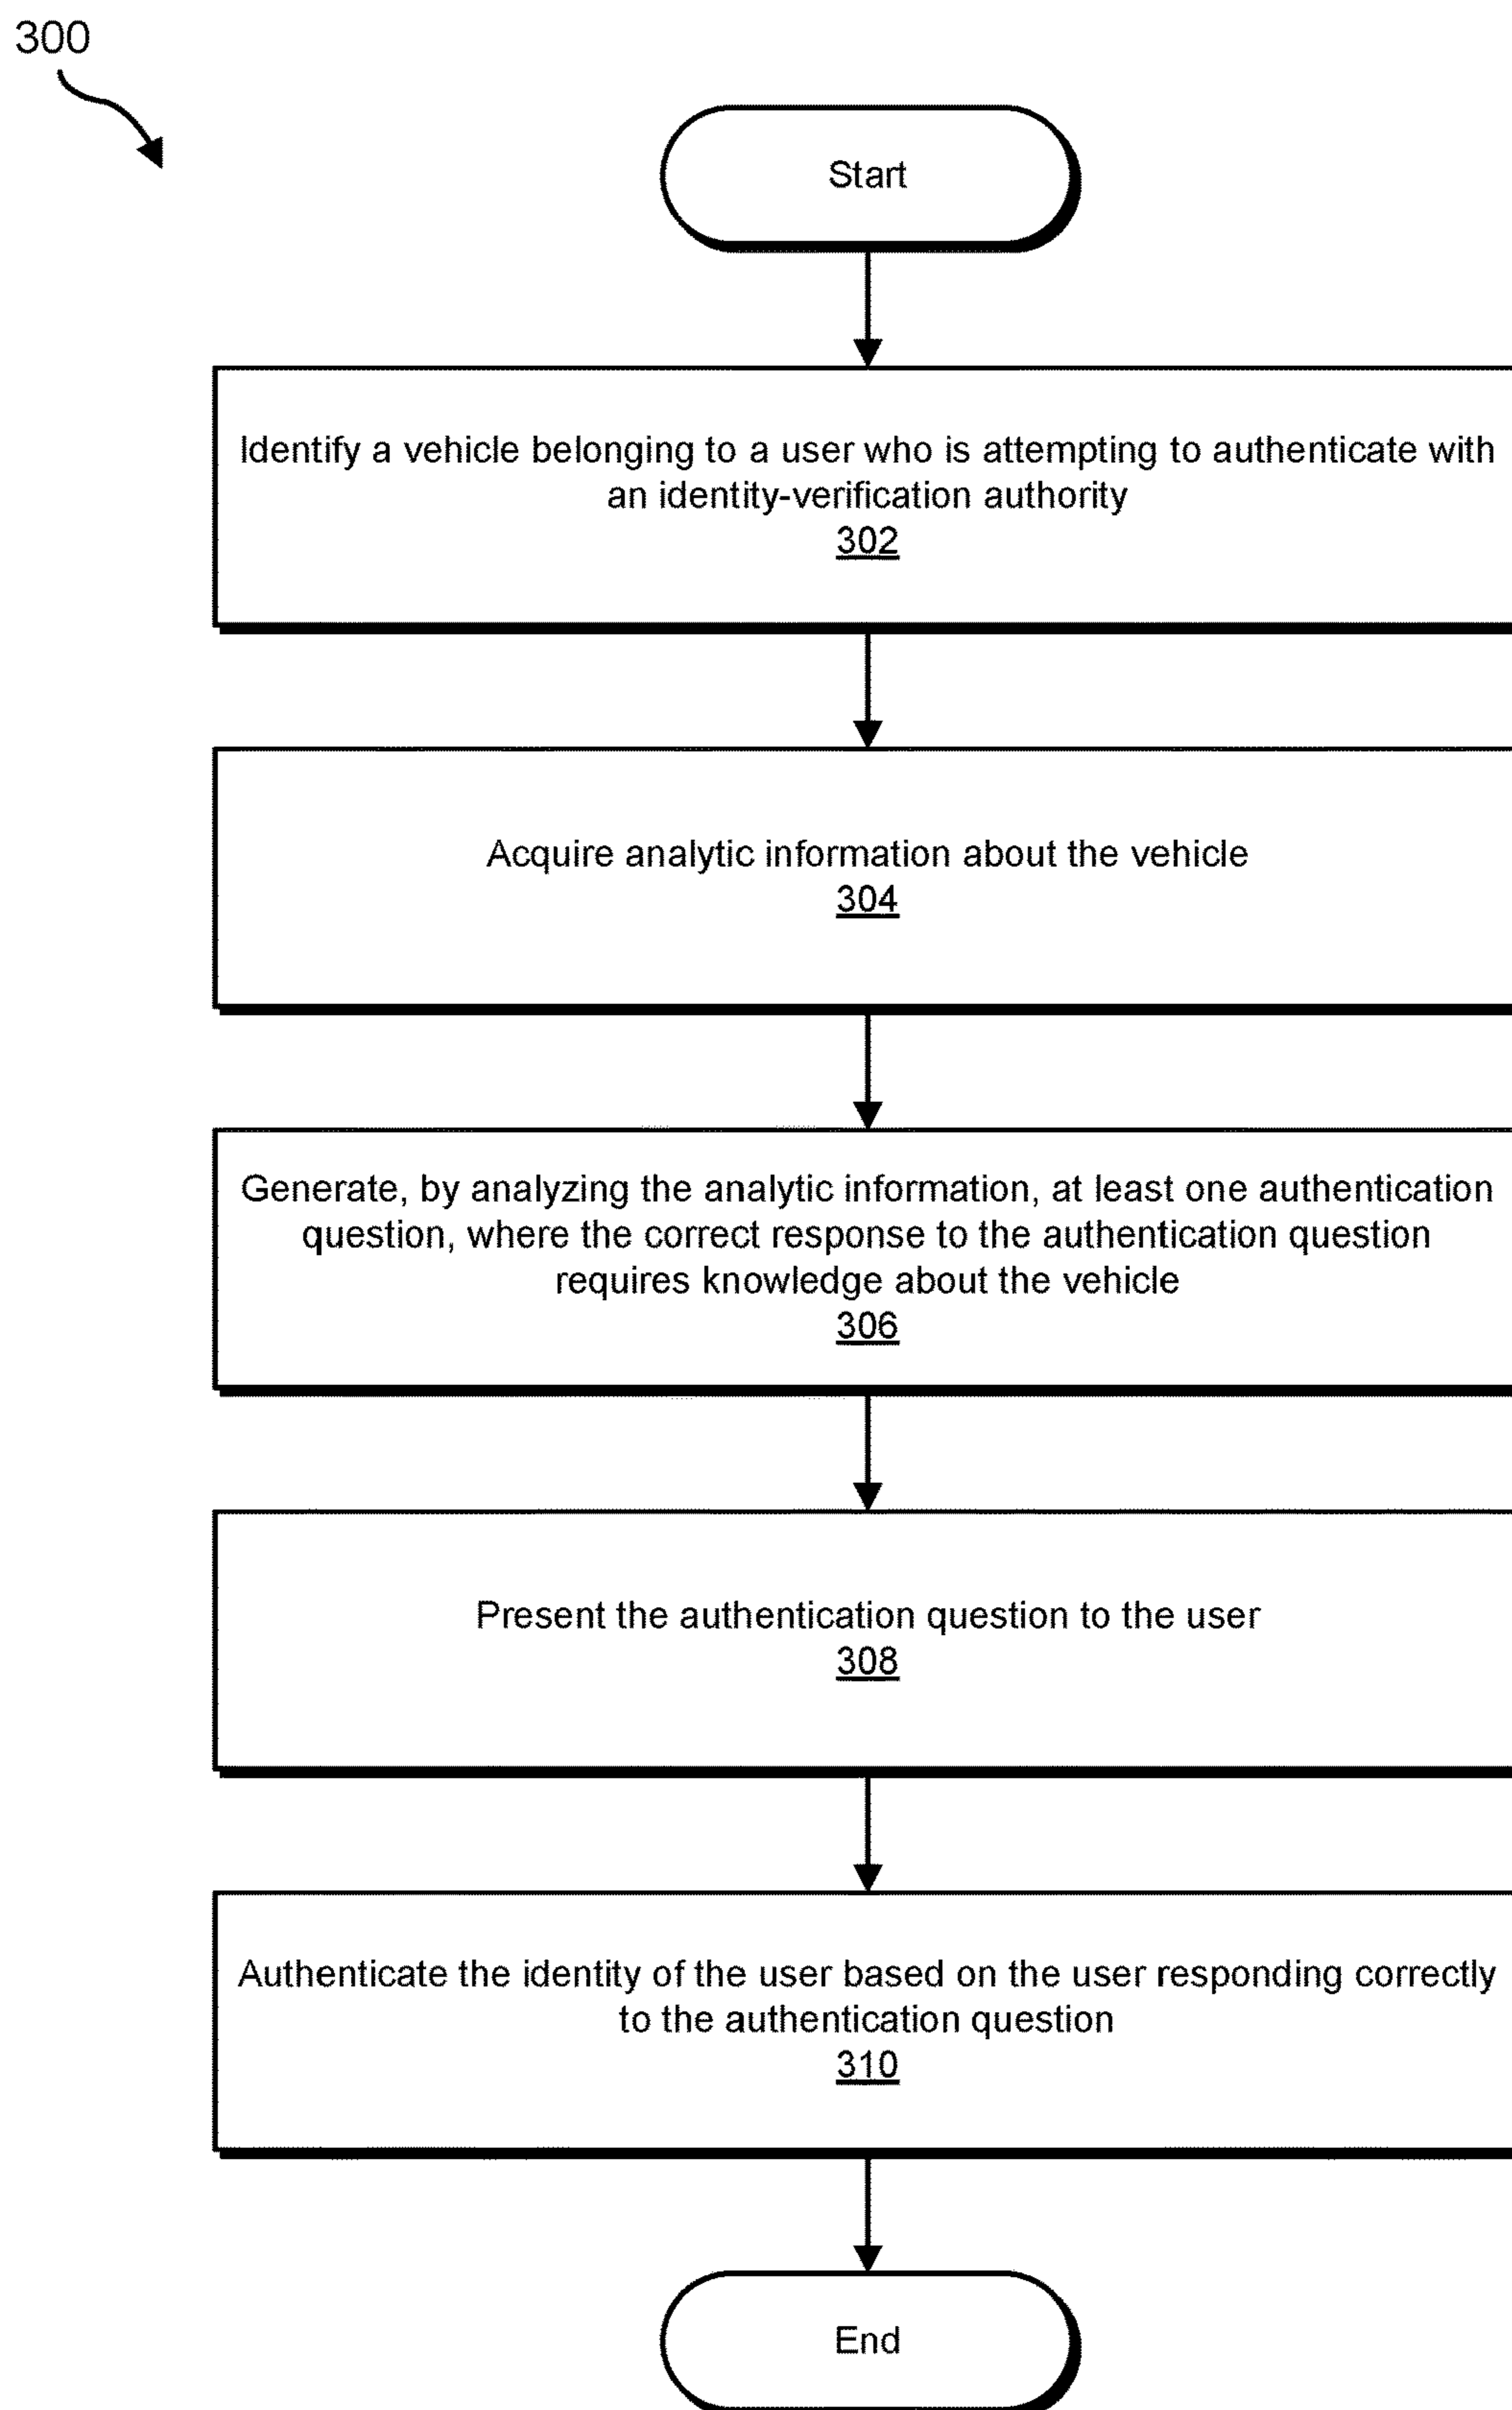 300
Start
Identify a vehicle belonging to a user who is attempting to authenticate with
an identity-verification authority
302
Acquire analytic information about the vehicle
304
Generate, by analyzing the analytic information, at least one authentication
question, where the correct response to the authentication question
requires knowledge about the vehicle
306
Present the authentication question to the user
308
Authenticate the identity of the user based on the user responding correctly
to the authentication question
310
End